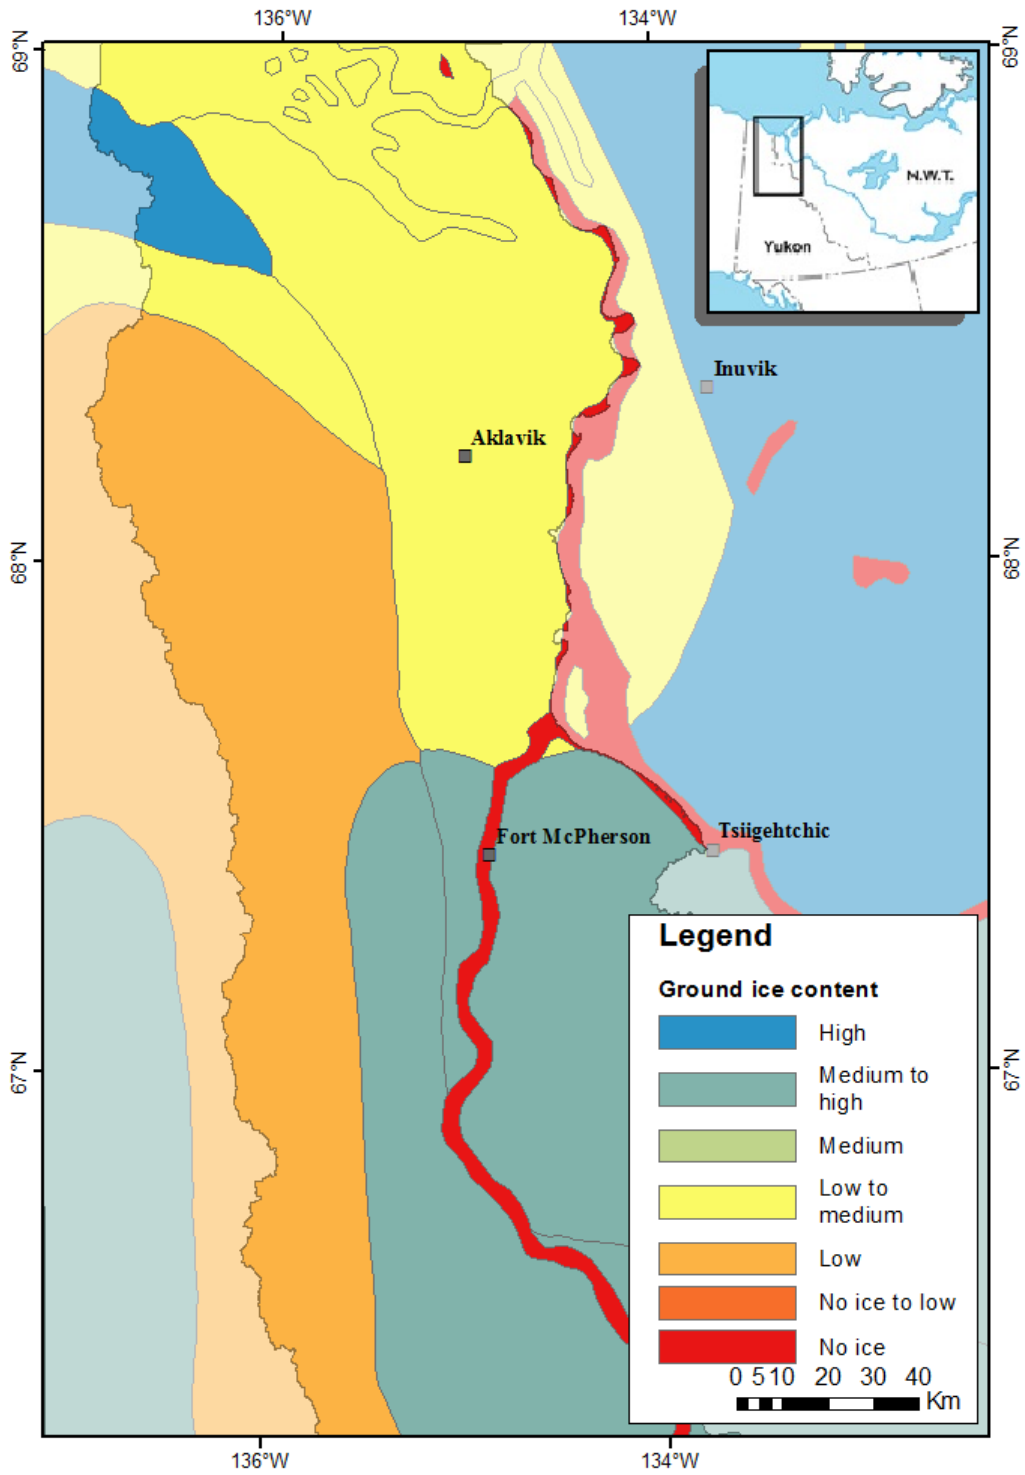 136°W
134°W
69°N
69°N
N.W.T.
Yukon
Inuvik
Aklavik
68°N
68°N
Tsiigehtchic
Fort McPherson
Legend
Ground ice content
High
Medium to
high
Medium
Low to
medium
Low
No ice to low
No ice
0 5 10 20 30 40
Km
67°N
67°N
136°W
134°W